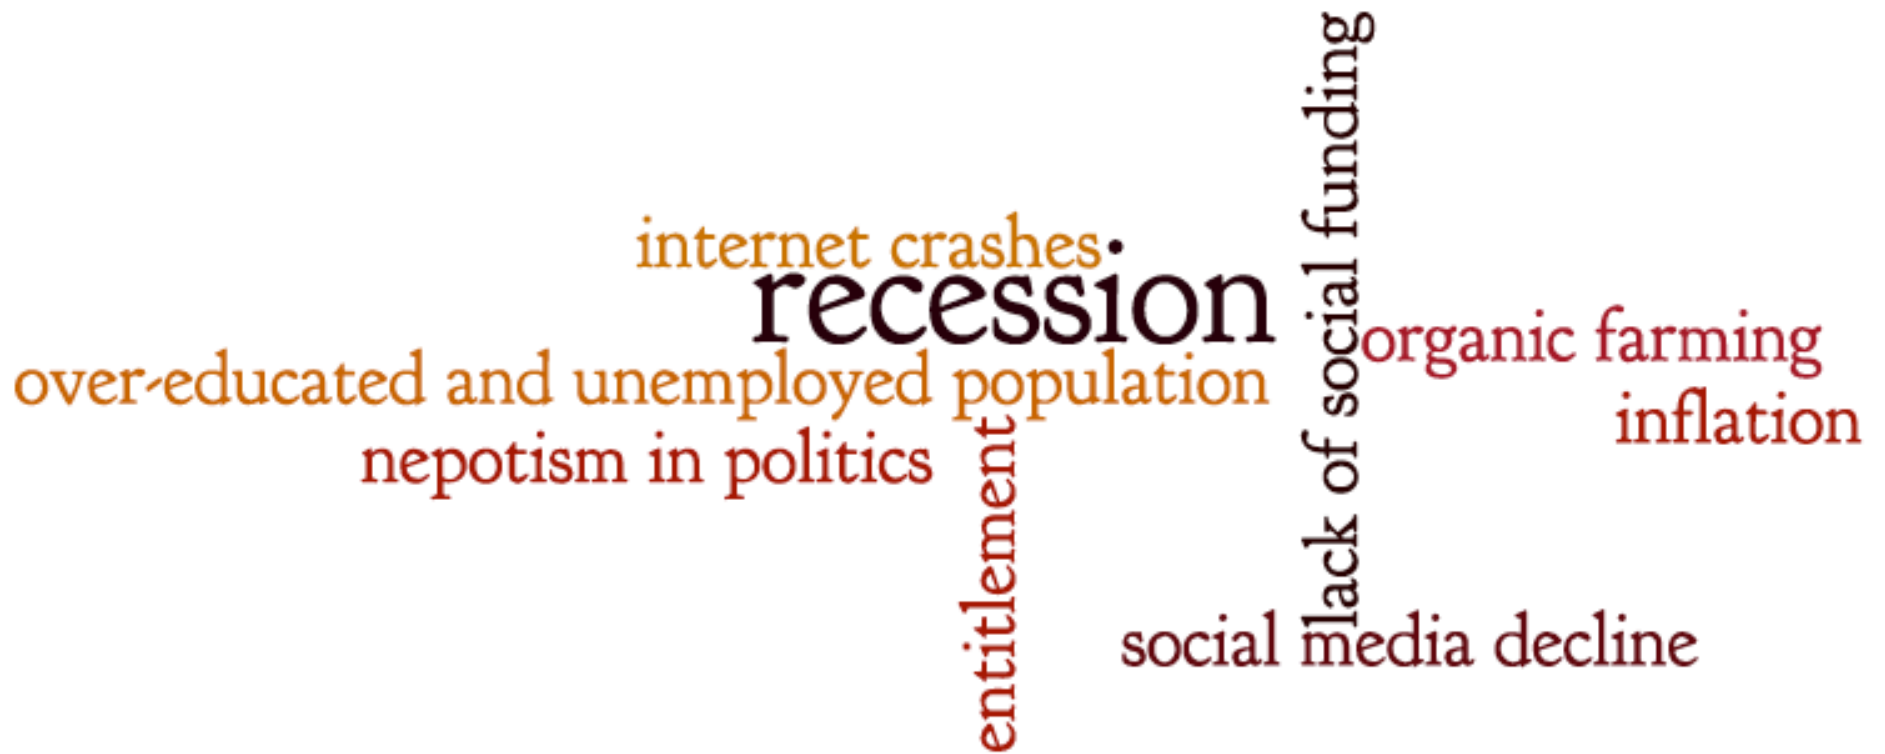 lack of social funding
internet crashes
recession
organic farming
over-educated and unemployed population
inflation
nepotism in politics
entitlement
social media decline